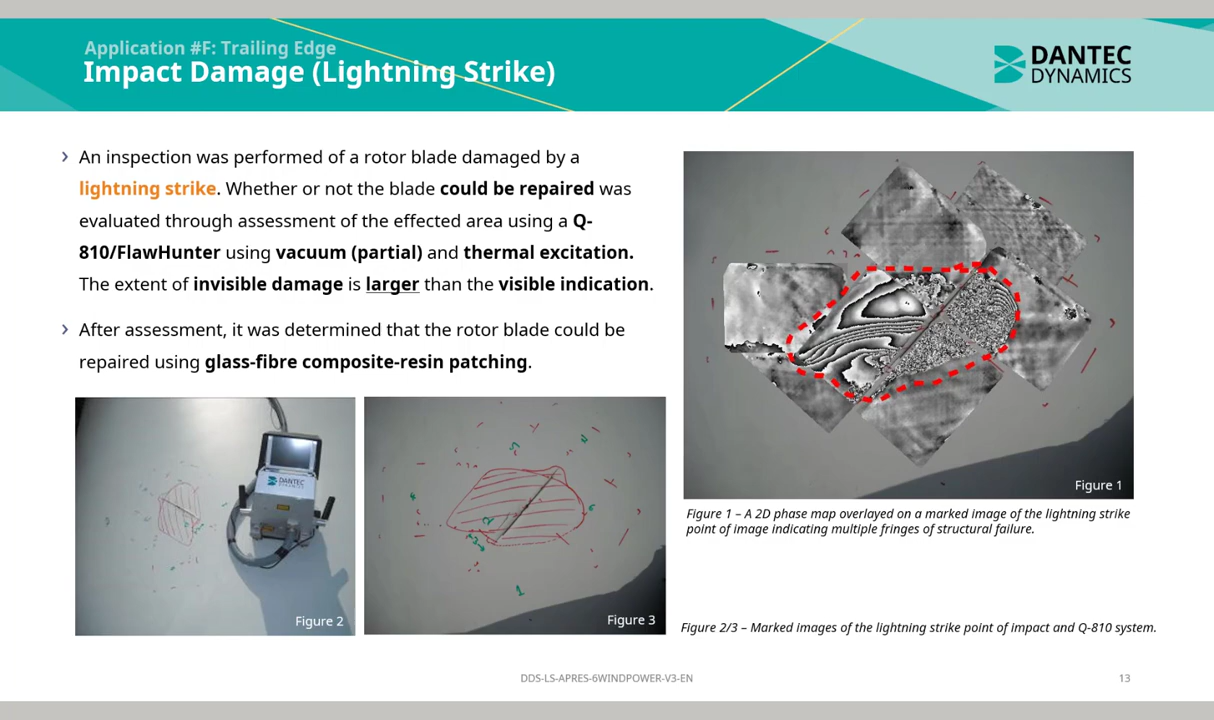 Application #F: Trailing Edge
Impact Damage (Lightning Strike)
DANTEC
DYNAMICS
An inspection was performed of a rotor blade damaged by a
lightning strike. Whether or not the blade could be repaired was
evaluated through assessment of the effected area using a Q-
810/FlawHunter using vacuum (partial) and thermal excitation.
The extent of invisible damage is larger than the visible indication.
After assessment, it was determined that the rotor blade could be
repaired using glass-fibre composite-resin patching.
Figure 1
Figure 1 – A 2D phase map overlayed on a marked image of the lightning strike
point of image indicating multiple fringes of structural failure.
DANTEC
DYNAMICS
Figure 2
1
Figure 3
Figure 2/3 – Marked images of the lightning strike point of impact and Q-810 system.
DDS-LS-APRES-6WINDPOWER-V3-EN
13